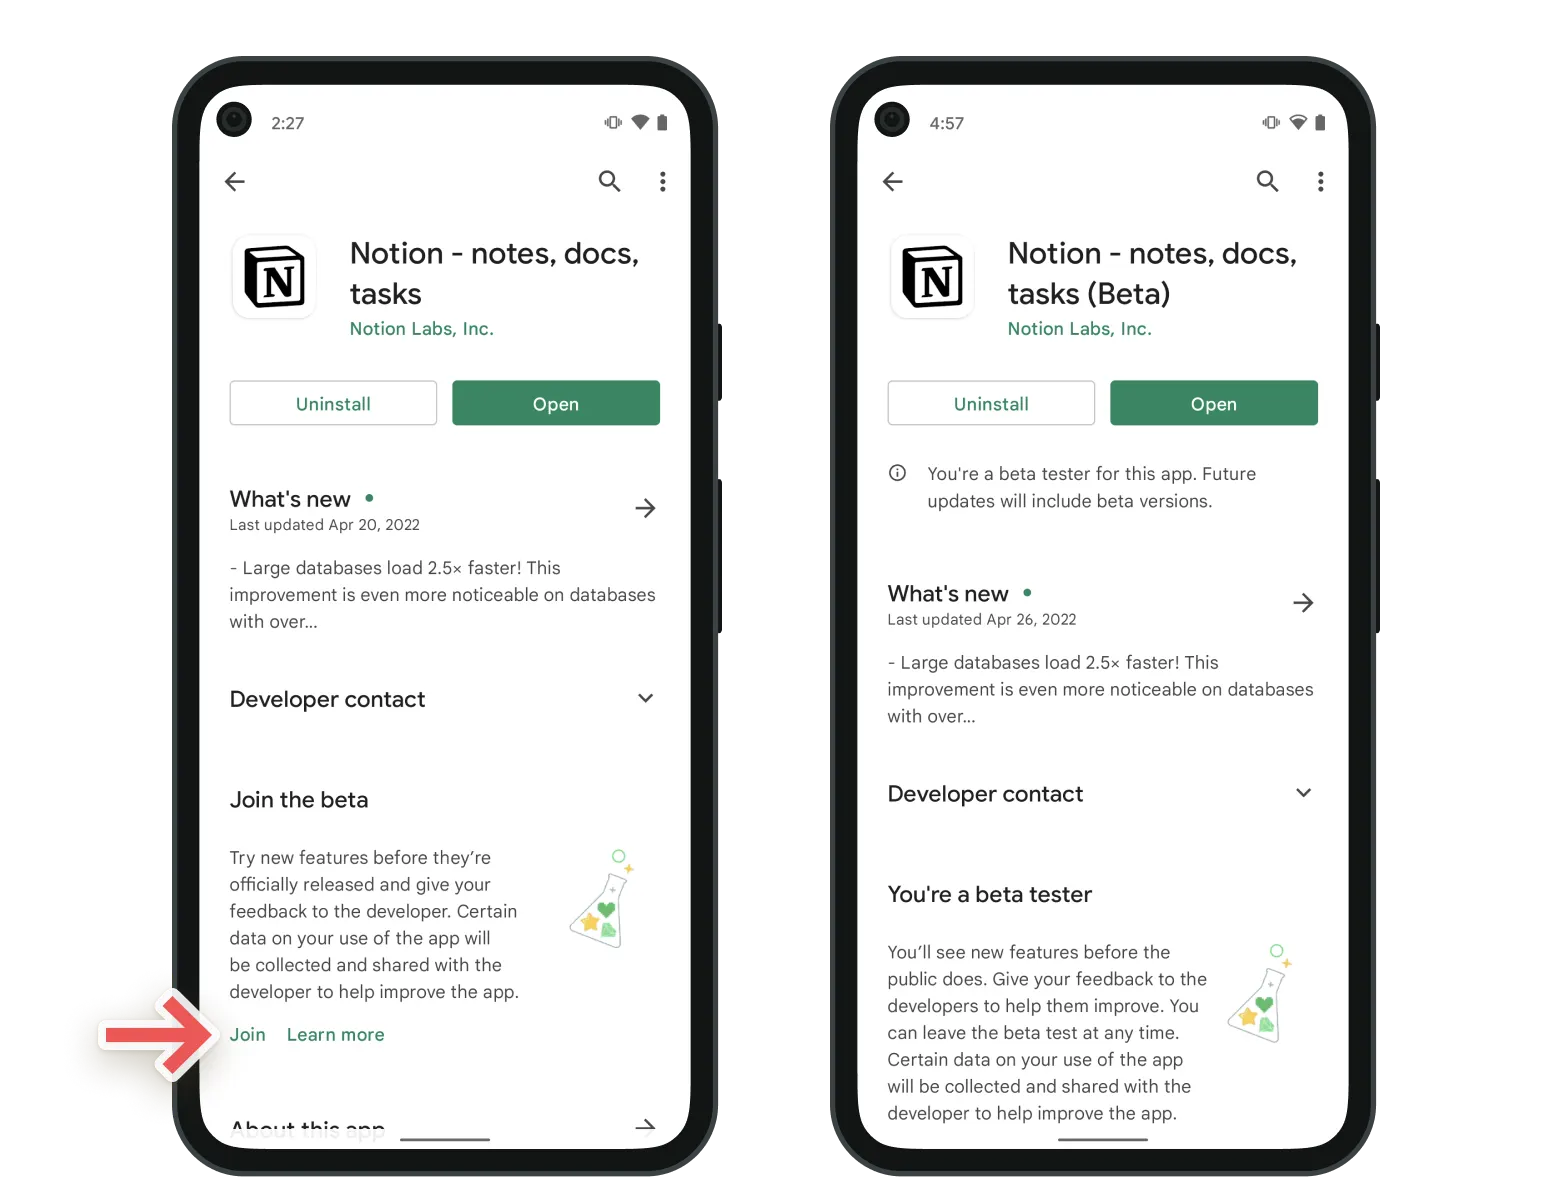 2:27
N
Notion - notes, docs,
tasks
Notion Labs, Inc.
Uninstall
Open
What's new
Last updated Apr 20, 2022
- Large databases load 2.5× faster! This
improvement is even more noticeable on databases
with over...
Developer contact
Join the beta
Try new features before they’re
officially released and give your
feedback to the developer. Certain
data on your use of the app will
be collected and shared with the
developer to help improve the app.
Join Learn more
About this app
4:57
N
Notion - notes, docs,
tasks (Beta)
Notion Labs, Inc.
Uninstall
Open
You're a beta tester for this app. Future
updates will include beta versions.
What's new
Last updated Apr 26, 2022
- Large databases load 2.5× faster! This
improvement is even more noticeable on databases
with over...
Developer contact
You're a beta tester
You’ll see new features before the
public does. Give your feedback to the
developers to help them improve. You
can leave the beta test at any time.
Certain data on your use of the app
will be collected and shared with the
developer to help improve the app.